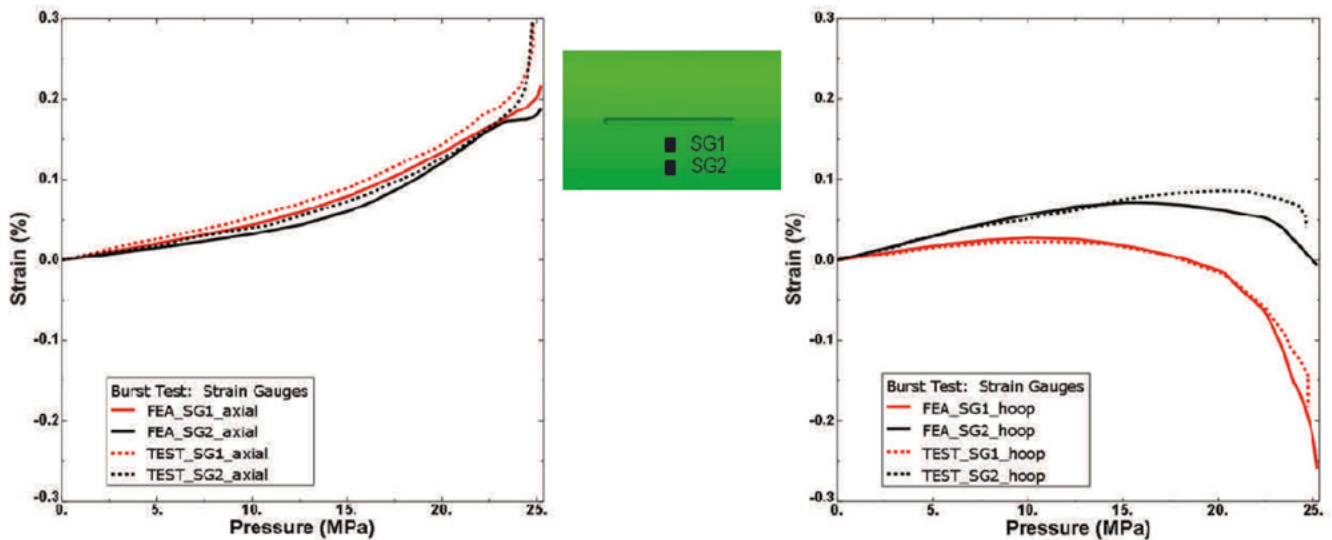 0.3
0.2
0.1
0.0
-0.1
-0.2
-0.3
Strain (%)
Burst Test: Strain Gauges
FEA_SG1_axial
FEA_SG2_axial
TEST_SG1_axial
TEST_SG2_axial
0. 5. 10. 15. 20. 25.
Pressure (MPa)
SG1
SG2
0.3
0.2
0.1
0.0
-0.1
-0.2
-0.3
Strain (%)
Burst Test: Strain Gauges
FEA_SG1_hoop
FEA_SG2_hoop
TEST_SG1_hoop
TEST_SG2_hoop
0. 5. 10. 15. 20. 25.
Pressure (MPa)